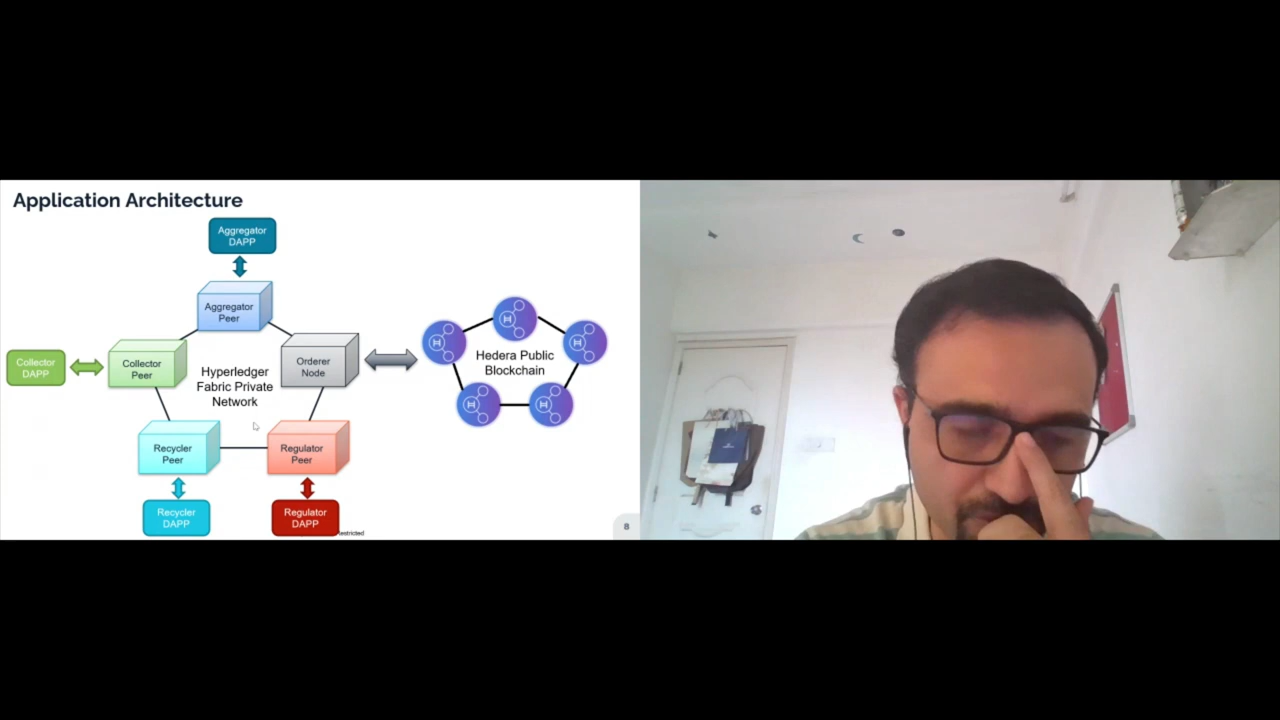 Application Architecture
Aggregator
DAPP
Aggregator
Peer
Collector
DAPP
Collector
Peer
Hyperledger
Fabric Private
Network
Orderer
Node
Hedera Public
Blockchain
Recycler
Peer
Regulator
Peer
Recycler
DAPP
Regulator
DAPP
8